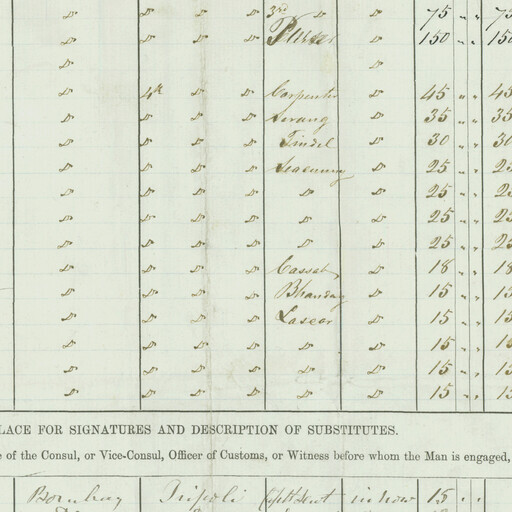 do do do 3rd do 75 " " 75
do do do Purser do 150 " " 150
do do
do 4th do do Carpenter do 45 " " 45
do do do Serang do 35 " " 35
do do do Tindel do 30 " " 30
do do do Seacunny do 25 " " 25
do do do do do 25 " " 25
do do do do do 25 " " 25
do do do do do 25 " " 25
do do do Casset do 18 " " 18
do do do Bhandary do 15 " " 15
do do do Lascar do 15 " " 15
do do do do do 15 " " 15
do do do do do 15 " " 15
do do do do do 15 " " 15
LACE FOR SIGNATURES AND DESCRIPTION OF SUBSTITUTES.
e of the Consul, or Vice-Consul, Officer of Customs, or Witness before whom the Man is engaged,
Bombay Tripoli 15 " "